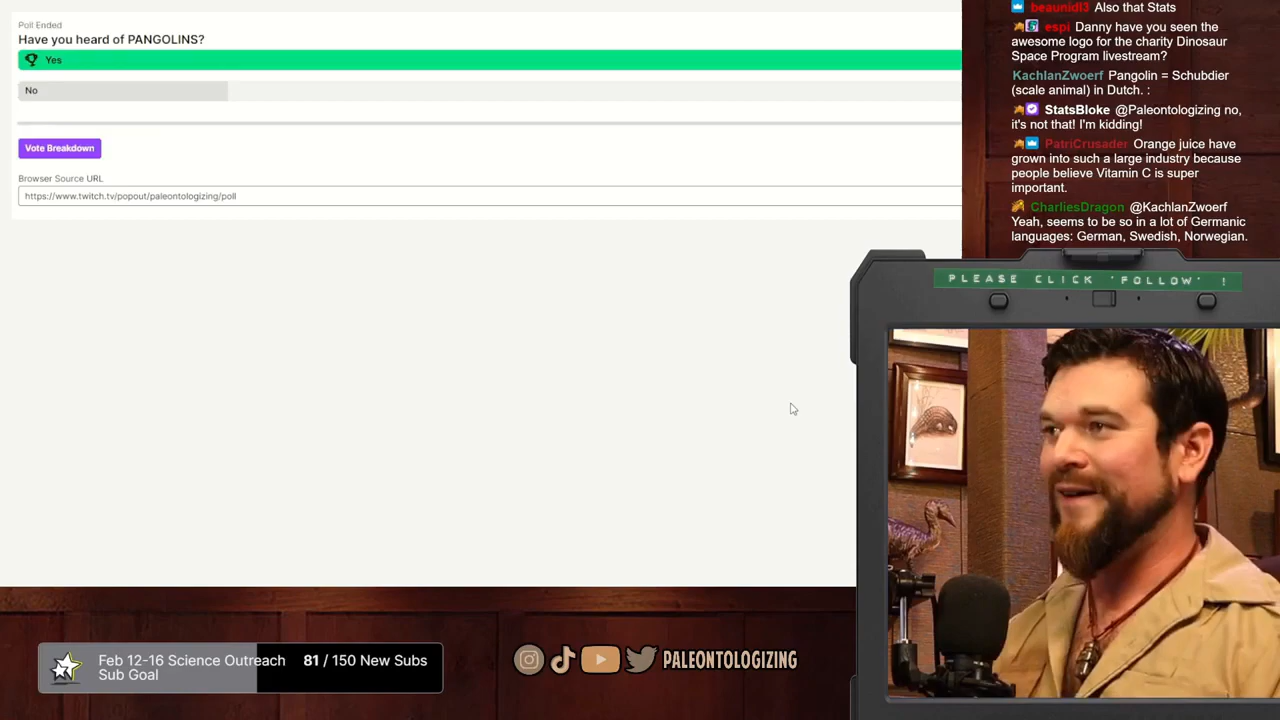 Poll Ended
Have you heard of PANGOLINS?
Yes
No
Vote Breakdown
Browser Source URL
https://www.twitch.tv/popout/paleontologizing/poll
beaunidl3 Also that Stats
espi Danny have you seen the
awesome logo for the charity Dinosaur
Space Program livestream?
KachlanZwoerf Pangolin = Schubdier
(scale animal) in Dutch. :
StatsBloke @Paleontologizing no,
it's not that! I'm kidding!
PatriCrusader Orange juice have
grown into such a large industry because
people believe Vitamin C is super
important.
CharliesDragon @KachlanZwoerf
Yeah, seems to be so in a lot of Germanic
languages: German, Swedish, Norwegian.
PLEASE CLICK 'FOLLOW' !
Feb 12-16 Science Outreach
Sub Goal
81 / 150 New Subs
PALEONTOLOGIZING